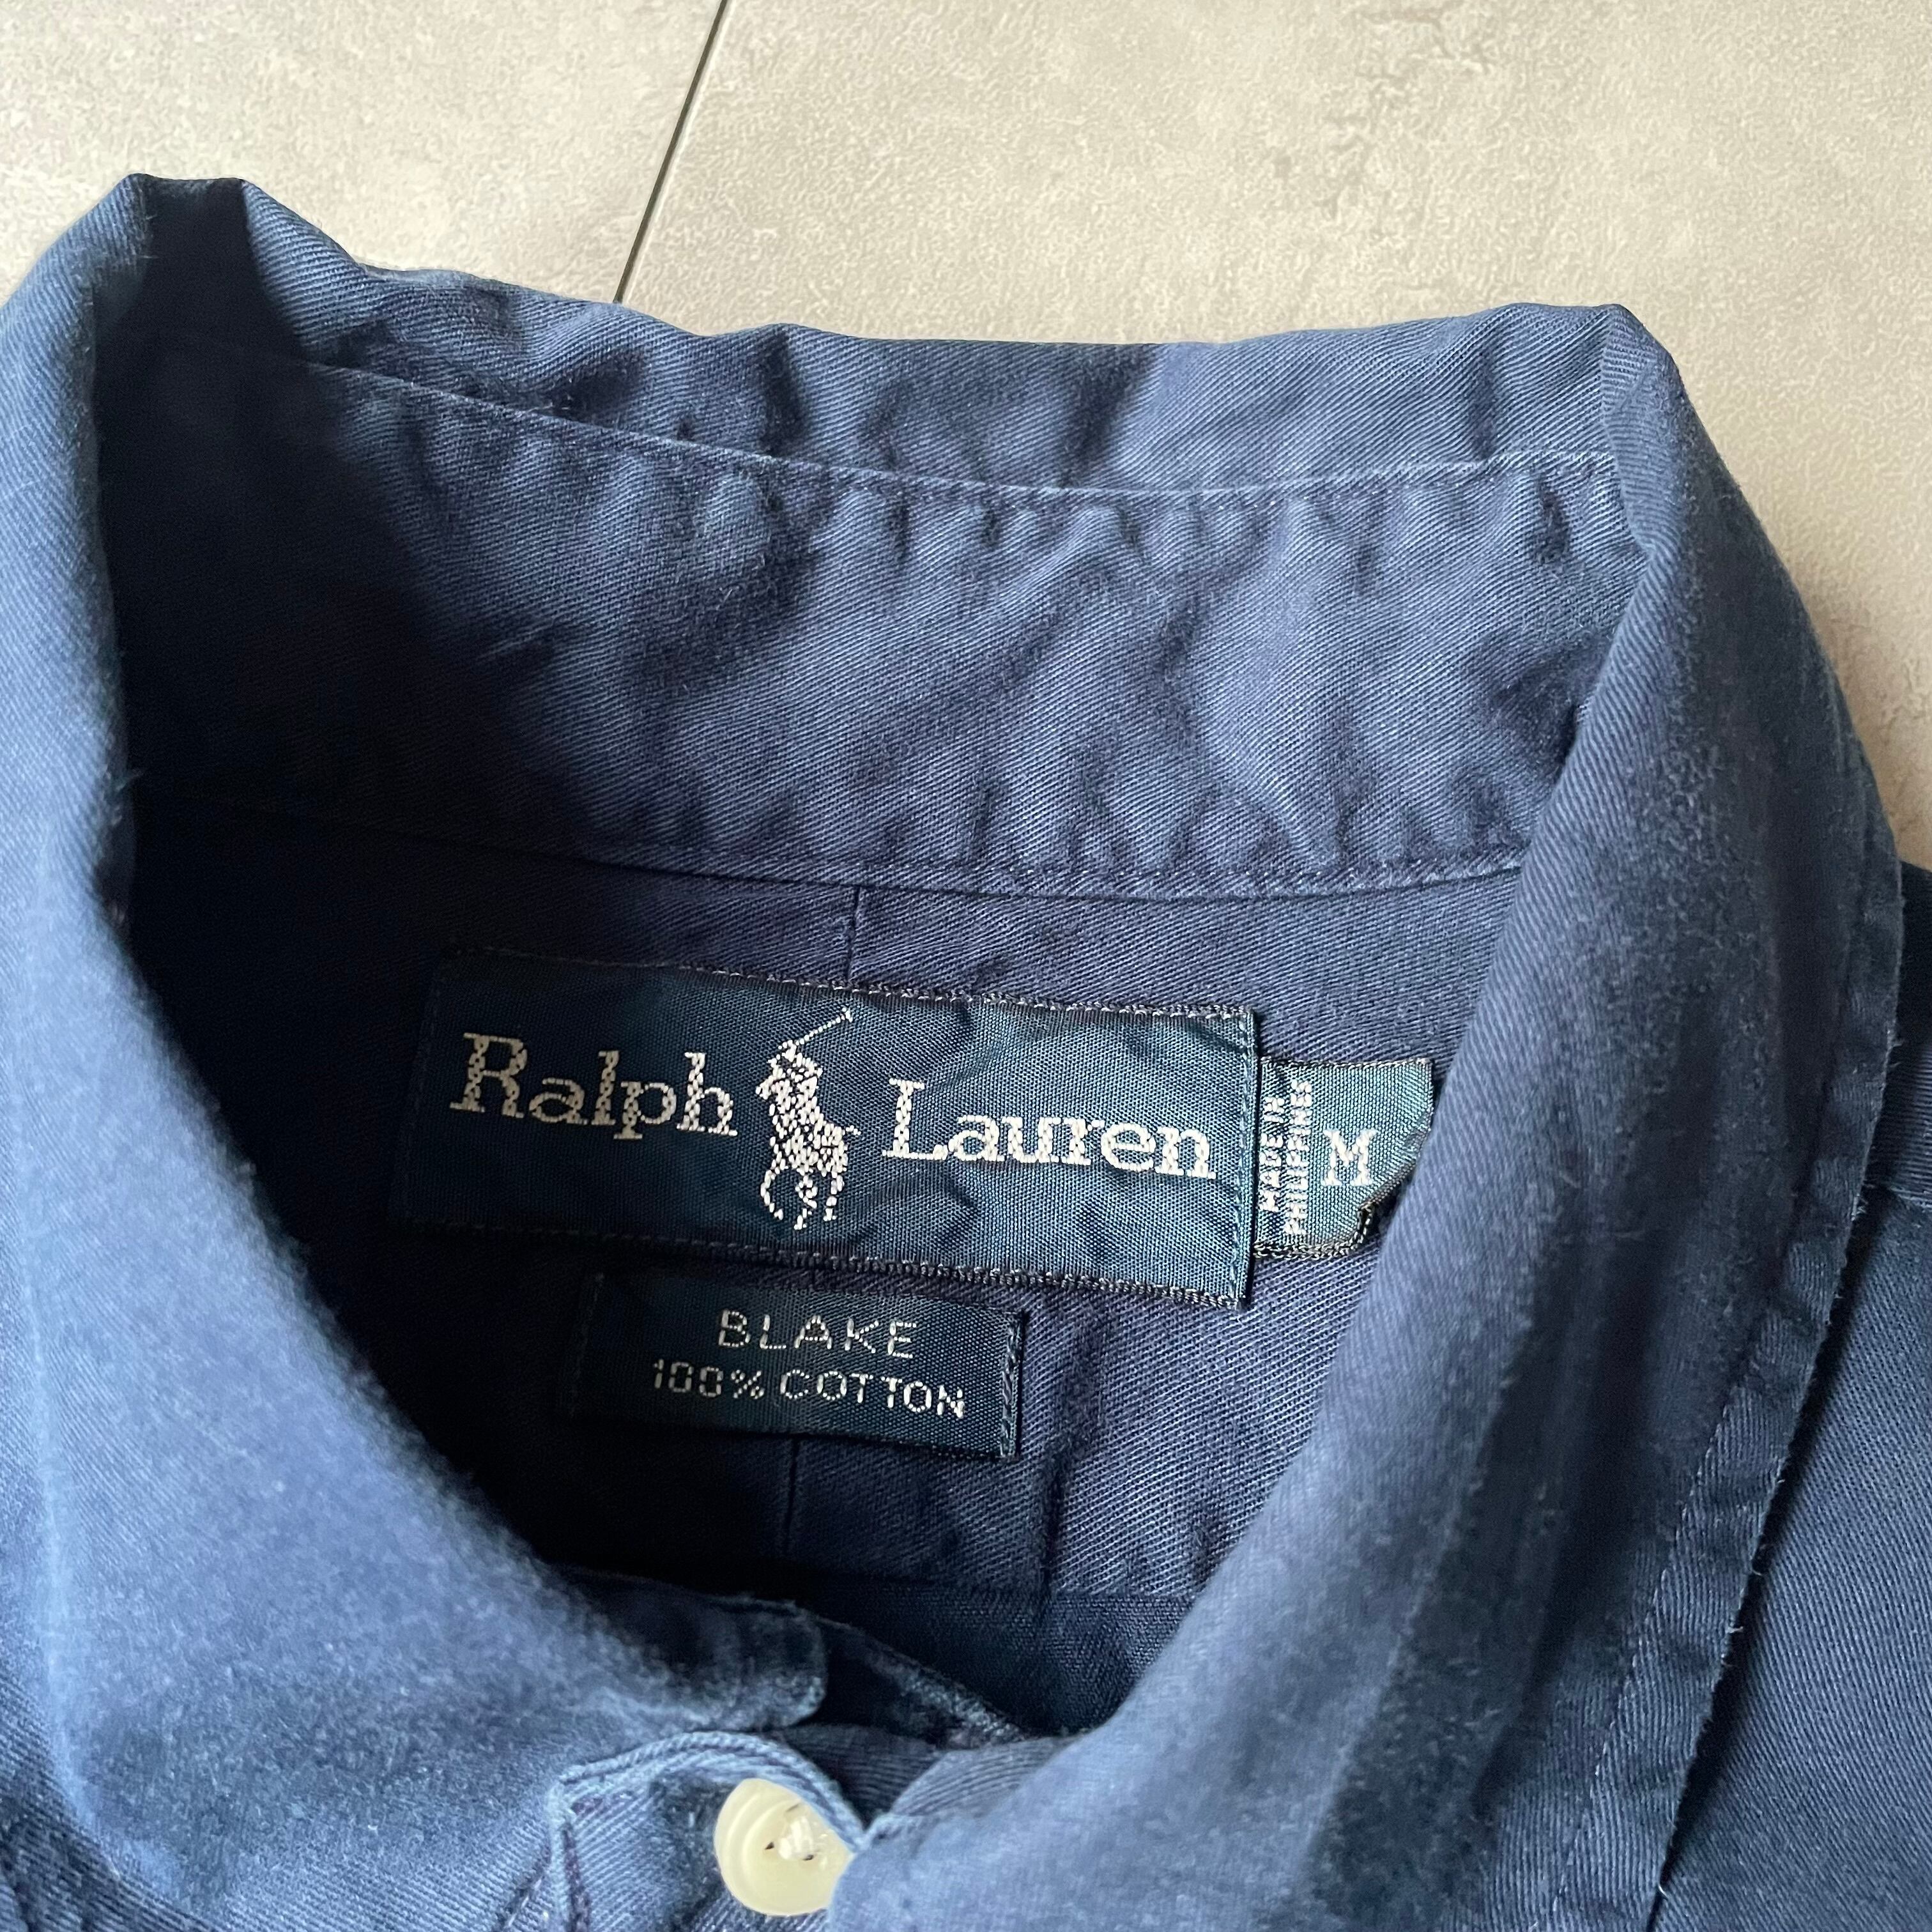 Ralph Lauren
MADE IN
PHILIPPINES
M
BLAKE
100% COTTON